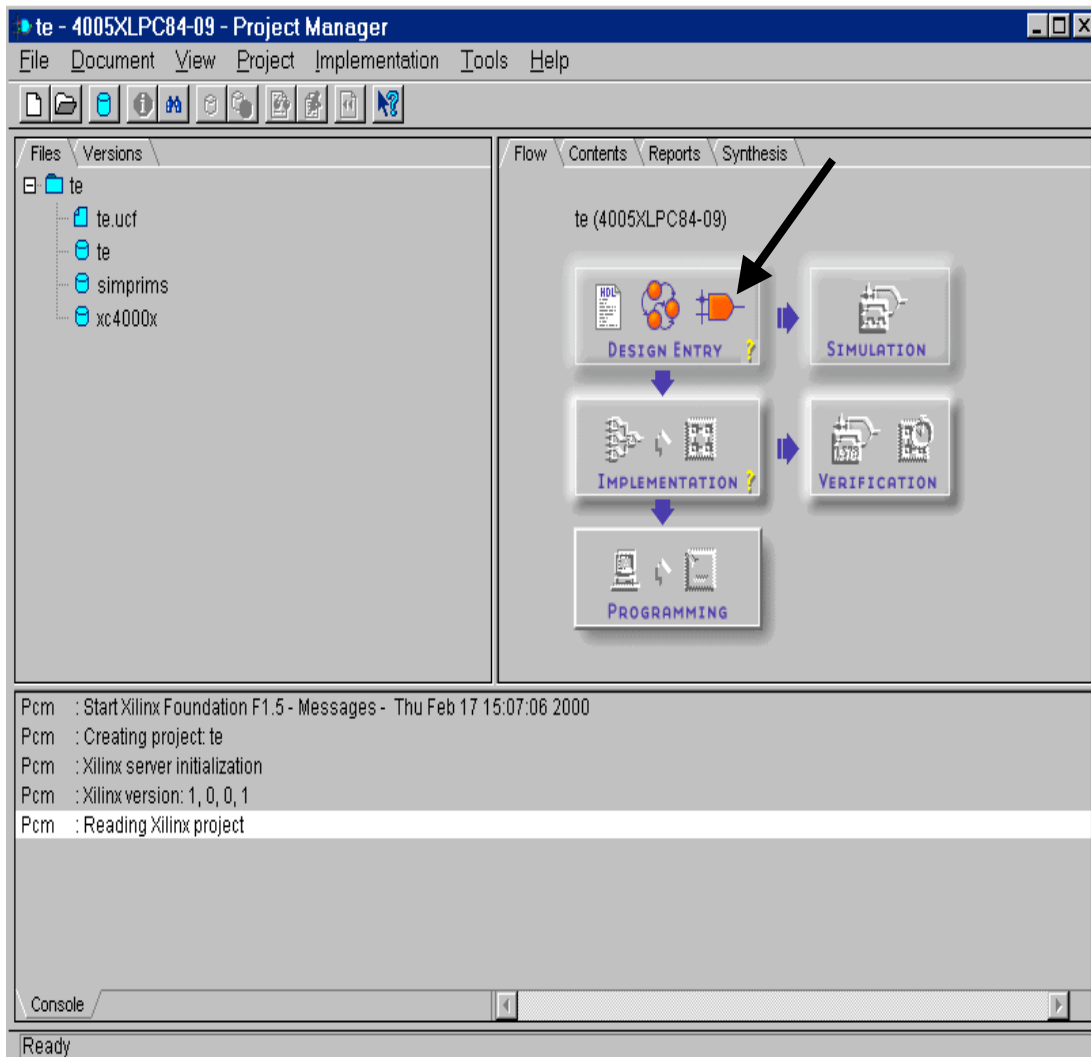 te - 4005XLPC84-09 - Project Manager
File Document View Project Implementation Tools Help
Files Versions
te
te.ucf
te
simprims
xc4000x
Flow Contents Reports Synthesis
te (4005XLPC84-09)
HDL
DESIGN ENTRY ?
SIMULATION
IMPLEMENTATION ?
VERIFICATION
PROGRAMMING
Pcm : Start Xilinx Foundation F1.5 - Messages - Thu Feb 17 15:07:06 2000
Pcm : Creating project: te
Pcm : Xilinx server initialization
Pcm : Xilinx version: 1, 0, 0, 1
Pcm : Reading Xilinx project
Console
Ready